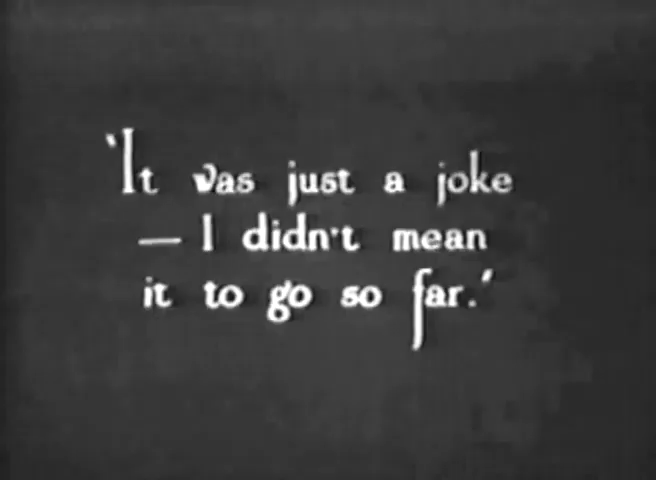 'It was just a joke
— I didn't mean
it to go so far.'